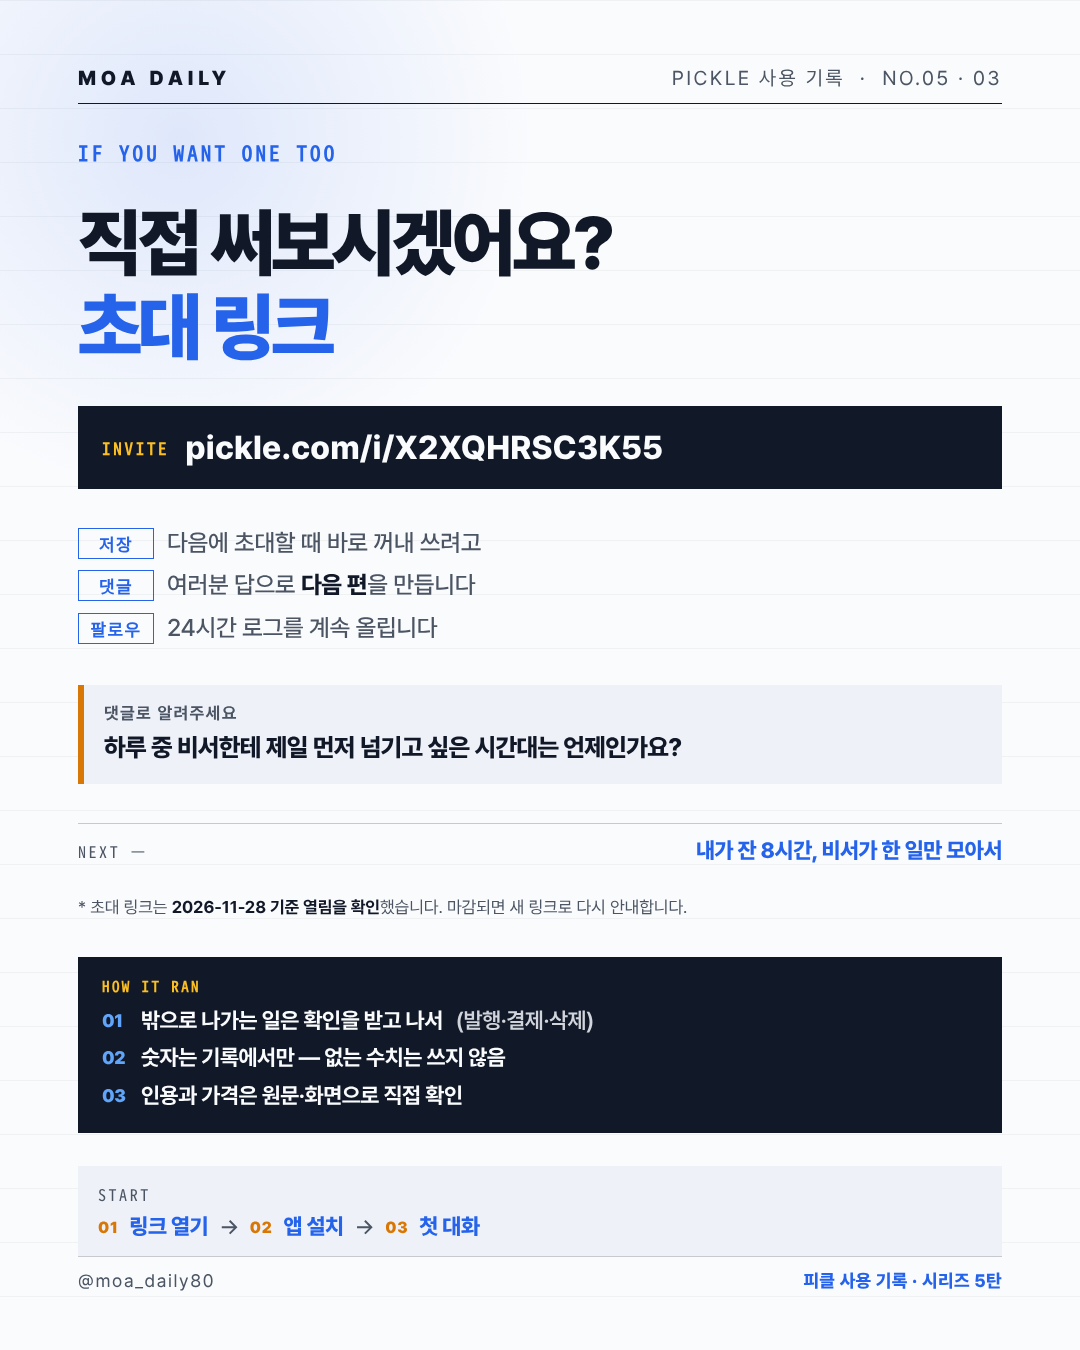 MOA DAILY
PICKLE 사용 기록 · NO.05 · 03
IF YOU WANT ONE TOO
직접 써보시겠어요?
초대 링크
INVITE pickle.com/i/X2XQHRSC3K55
저장 다음에 초대할 때 바로 꺼내 쓰려고
댓글 여러분 답으로 다음 편을 만듭니다
팔로우 24시간 로그를 계속 올립니다
댓글로 알려주세요
하루 중 비서한테 제일 먼저 넘기고 싶은 시간대는 언제인가요?
NEXT — 내가 잔 8시간, 비서가 한 일만 모아서
* 초대 링크는 2026-11-28 기준 열림을 확인했습니다. 마감되면 새 링크로 다시 안내합니다.
HOW IT RAN
01 밖으로 나가는 일은 확인을 받고 나서 (발행·결제·삭제)
02 숫자는 기록에서만 — 없는 수치는 쓰지 않음
03 인용과 가격은 원문·화면으로 직접 확인
START
01 링크 열기 → 02 앱 설치 → 03 첫 대화
@moa_daily80
피클 사용 기록 · 시리즈 5탄